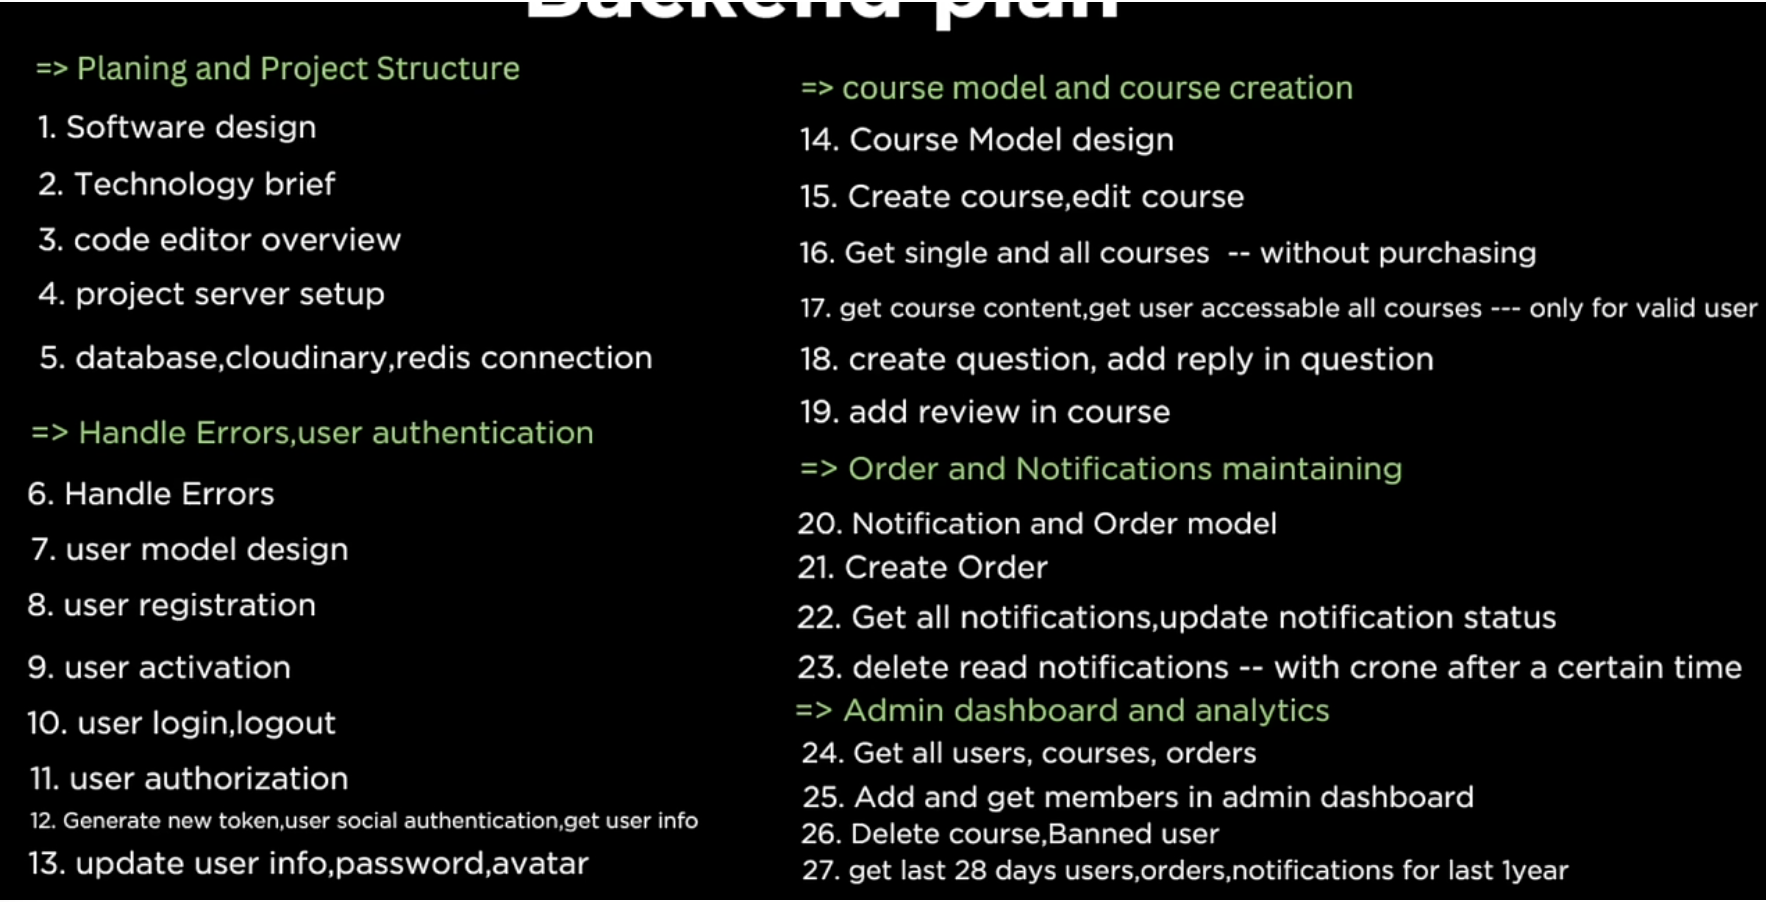 Backend plan
=> Planing and Project Structure
1. Software design
2. Technology brief
3. code editor overview
4. project server setup
5. database,cloudinary,redis connection
=> Handle Errors,user authentication
6. Handle Errors
7. user model design
8. user registration
9. user activation
10. user login,logout
11. user authorization
12. Generate new token,user social authentication,get user info
13. update user info,password,avatar
=> course model and course creation
14. Course Model design
15. Create course,edit course
16. Get single and all courses -- without purchasing
17. get course content,get user accessable all courses --- only for valid user
18. create question, add reply in question
19. add review in course
=> Order and Notifications maintaining
20. Notification and Order model
21. Create Order
22. Get all notifications,update notification status
23. delete read notifications -- with crone after a certain time
=> Admin dashboard and analytics
24. Get all users, courses, orders
25. Add and get members in admin dashboard
26. Delete course,Banned user
27. get last 28 days users,orders,notifications for last 1year